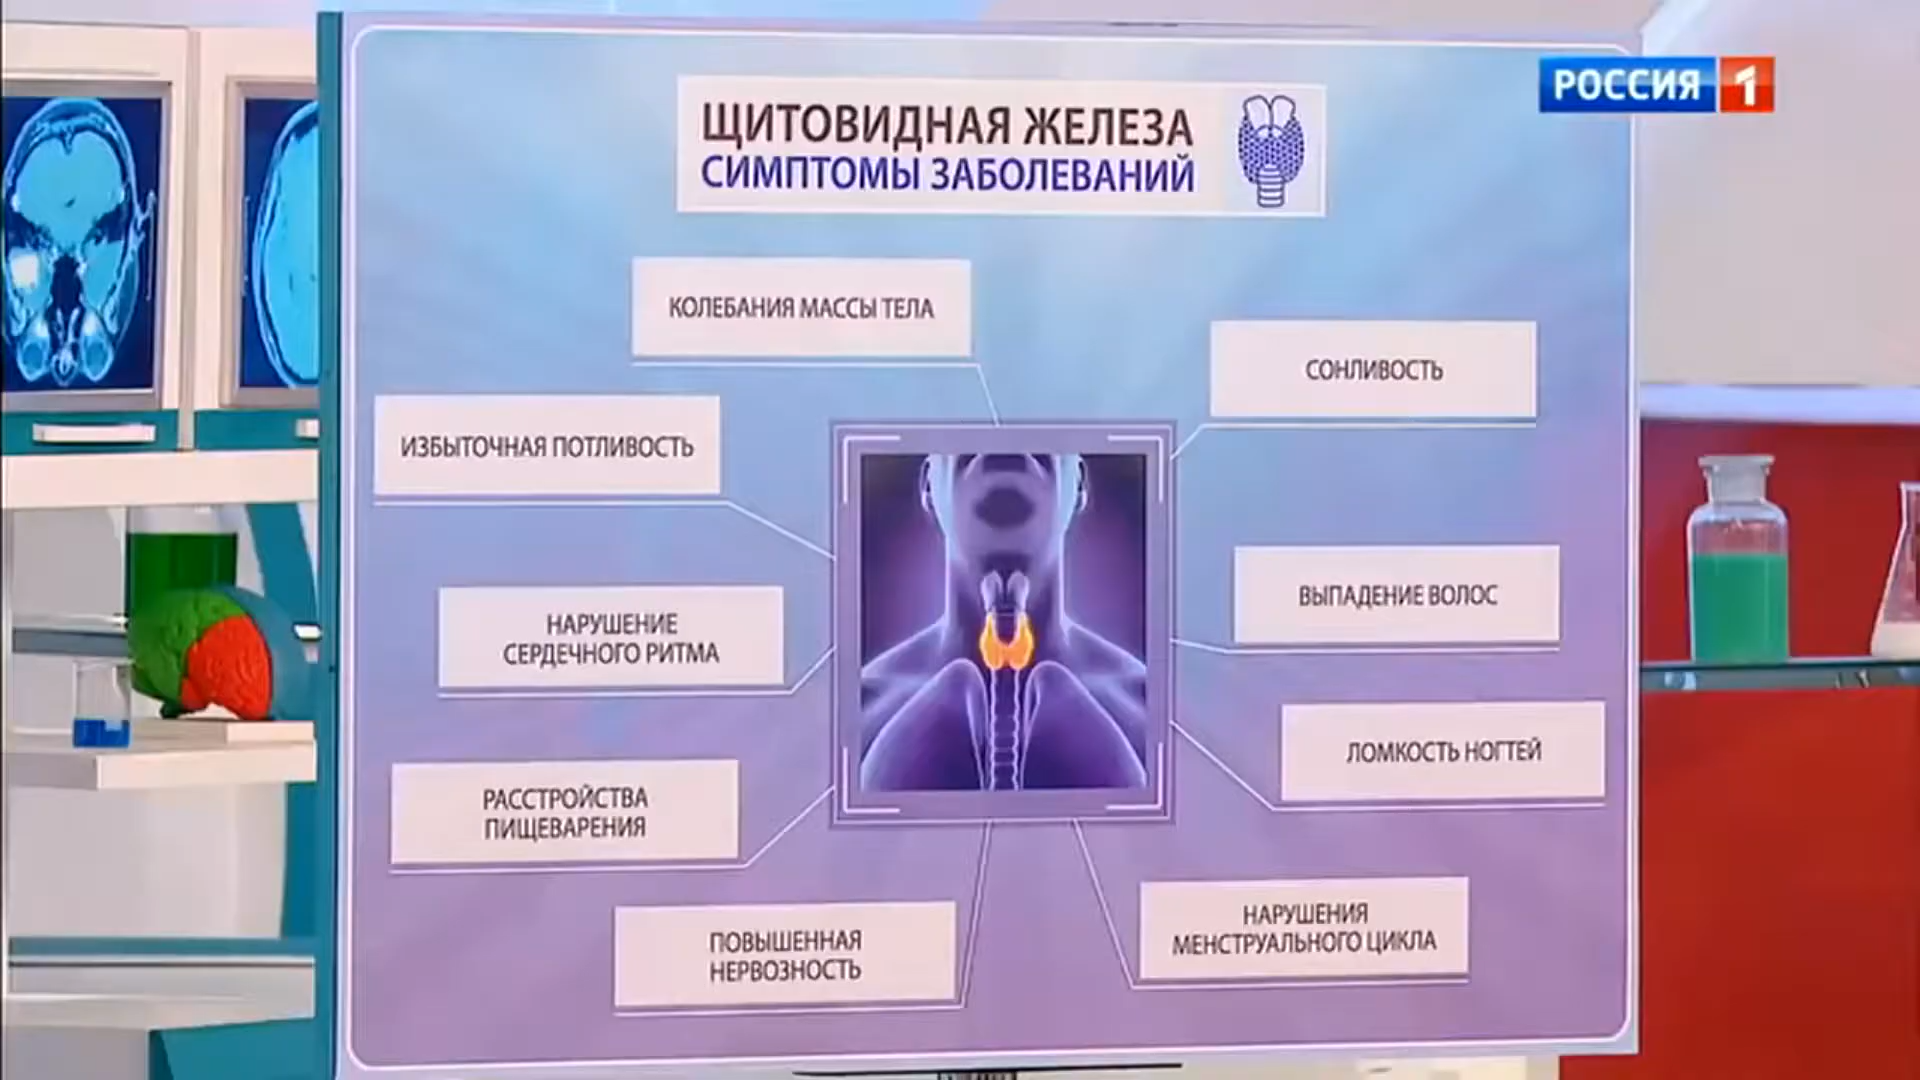 РОССИЯ 1
ЩИТОВИДНАЯ ЖЕЛЕЗА
СИМПТОМЫ ЗАБОЛЕВАНИЙ
КОЛЕБАНИЯ МАССЫ ТЕЛА
СОНЛИВОСТЬ
ИЗБЫТОЧНАЯ ПОТЛИВОСТЬ
ВЫПАДЕНИЕ ВОЛОС
НАРУШЕНИЕ
СЕРДЕЧНОГО РИТМА
ЛОМКОСТЬ НОГТЕЙ
РАССТРОЙСТВА
ПИЩЕВАРЕНИЯ
НАРУШЕНИЯ
МЕНСТРУАЛЬНОГО ЦИКЛА
ПОВЫШЕННАЯ
НЕРВОЗНОСТЬ